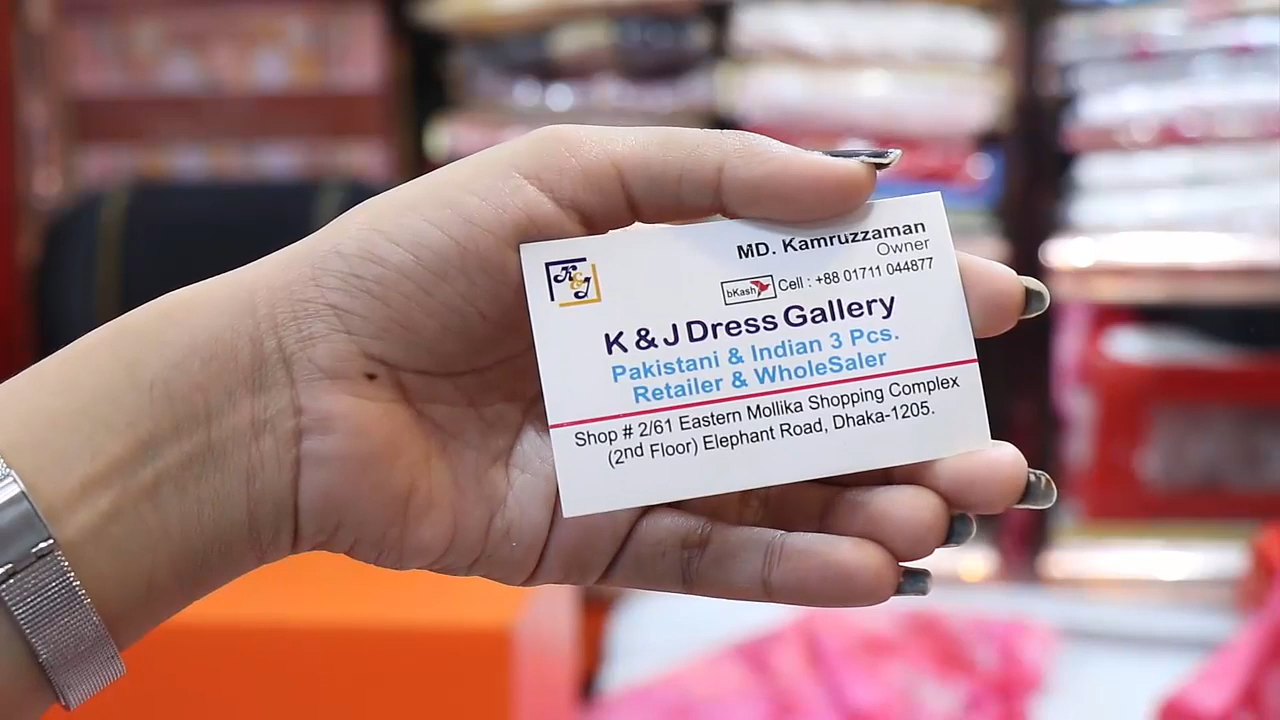 K&J
MD. Kamruzzaman
Owner
bKash Cell : +88 01711 044877
K & J Dress Gallery
Pakistani & Indian 3 Pcs.
Retailer & WholeSaler
Shop # 2/61 Eastern Mollika Shopping Complex
(2nd Floor) Elephant Road, Dhaka-1205.